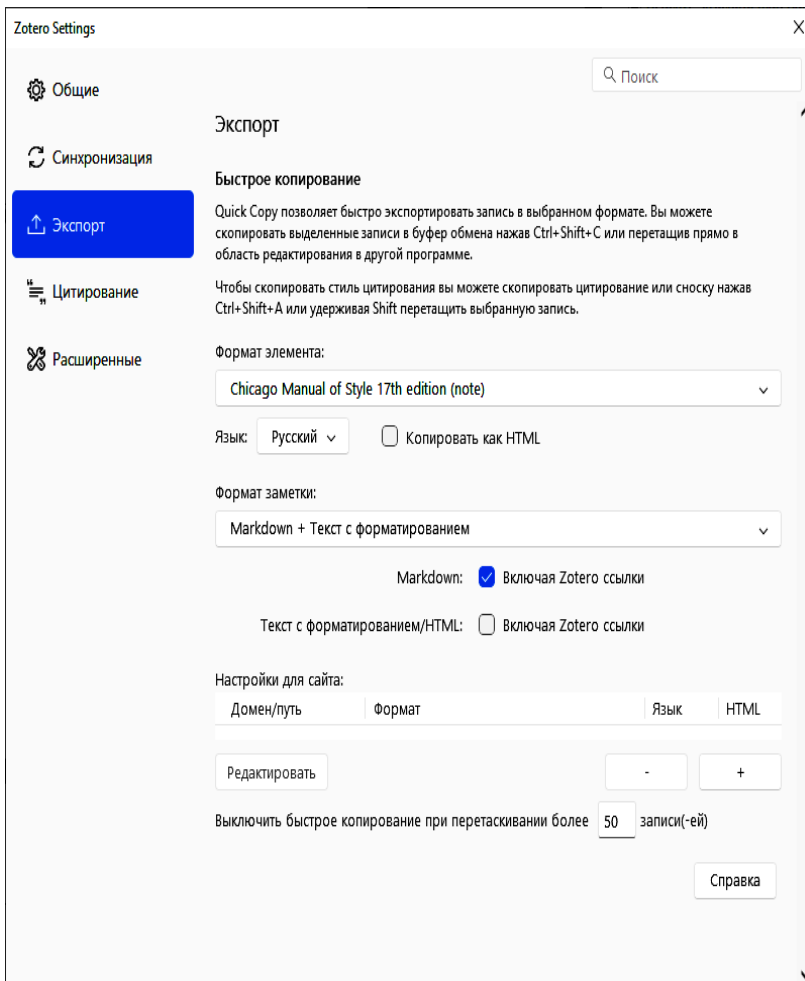 Zotero Settings
X
Поиск
Общие
Синхронизация
Экспорт
Цитирование
Расширенные
Экспорт
Быстрое копирование
Quick Copy позволяет быстро экспортировать запись в выбранном формате. Вы можете
скопировать выделенные записи в буфер обмена нажав Ctrl+Shift+C или перетащив прямо в
область редактирования в другой программе.
Чтобы скопировать стиль цитирования вы можете скопировать цитирование или сноску нажав
Ctrl+Shift+A или удерживая Shift перетащить выбранную запись.
Формат элемента:
Chicago Manual of Style 17th edition (note)
Язык: Русский Копировать как HTML
Формат заметки:
Markdown + Текст с форматированием
Markdown: Включая Zotero ссылки
Текст с форматированием/HTML: Включая Zotero ссылки
Настройки для сайта:
Домен/путь Формат Язык HTML
Редактировать - +
Выключить быстрое копирование при перетаскивании более 50 записи(-ей)
Справка